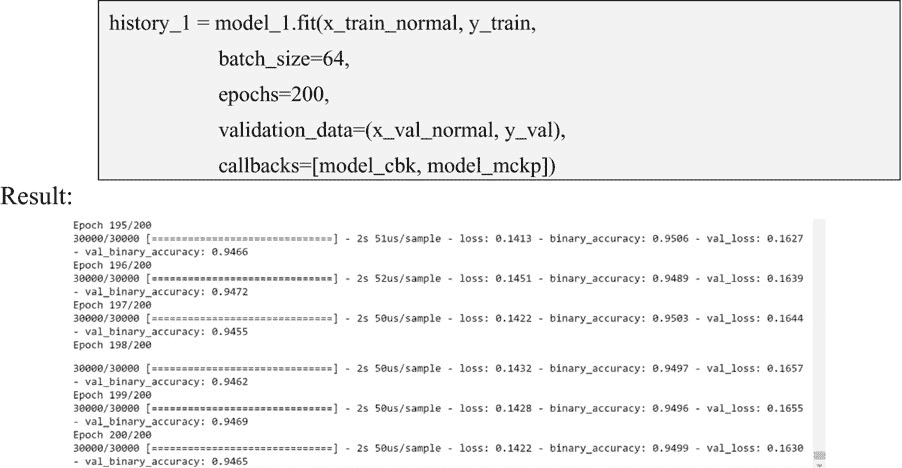 history_1 = model_1.fit(x_train_normal, y_train,
batch_size=64,
epochs=200,
validation_data=(x_val_normal, y_val),
callbacks=[model_cbk, model_mckp])
Result:
Epoch 195/200
30000/30000 [==============================] - 2s 51us/sample - loss: 0.1413 - binary_accuracy: 0.9506 - val_loss: 0.1627
- val_binary_accuracy: 0.9466
Epoch 196/200
30000/30000 [==============================] - 2s 52us/sample - loss: 0.1451 - binary_accuracy: 0.9489 - val_loss: 0.1639
- val_binary_accuracy: 0.9472
Epoch 197/200
30000/30000 [==============================] - 2s 50us/sample - loss: 0.1422 - binary_accuracy: 0.9503 - val_loss: 0.1644
- val_binary_accuracy: 0.9455
Epoch 198/200
30000/30000 [==============================] - 2s 50us/sample - loss: 0.1432 - binary_accuracy: 0.9497 - val_loss: 0.1657
- val_binary_accuracy: 0.9462
Epoch 199/200
30000/30000 [==============================] - 2s 50us/sample - loss: 0.1428 - binary_accuracy: 0.9496 - val_loss: 0.1655
- val_binary_accuracy: 0.9469
Epoch 200/200
30000/30000 [==============================] - 2s 50us/sample - loss: 0.1422 - binary_accuracy: 0.9499 - val_loss: 0.1630
- val_binary_accuracy: 0.9465